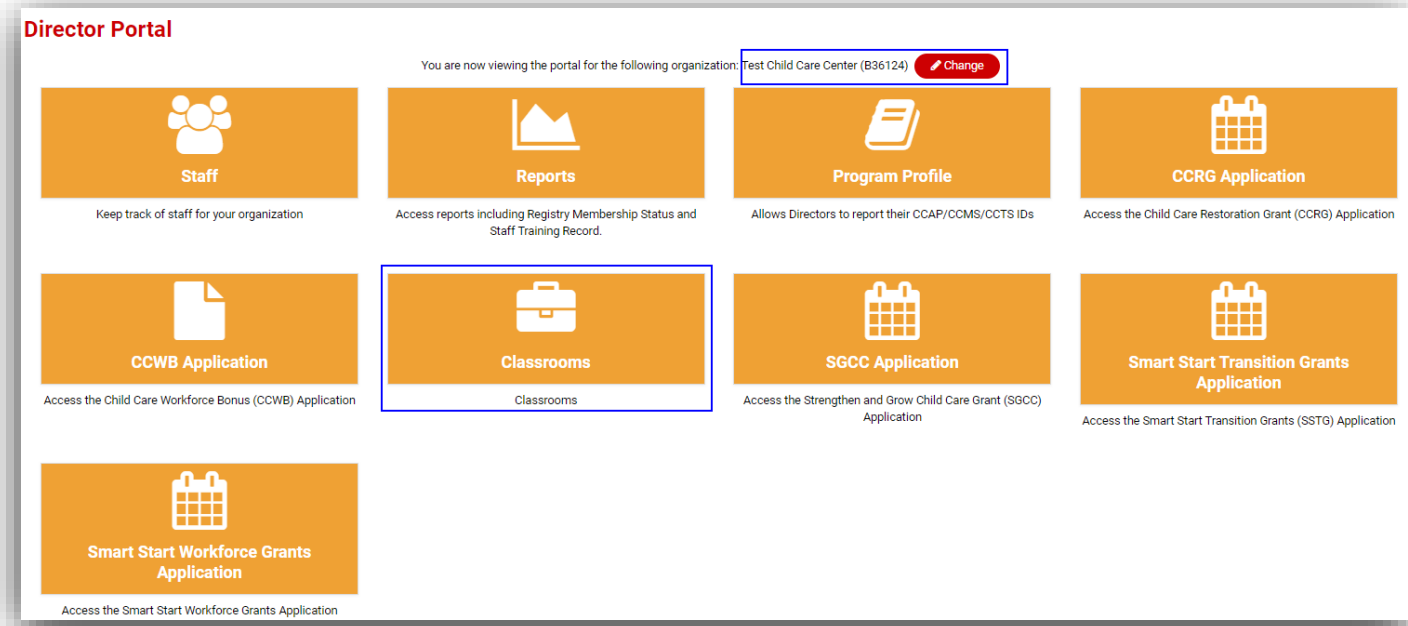 Director Portal
You are now viewing the portal for the following organization: Test Child Care Center (B36124) Change
Staff
Keep track of staff for your organization
Reports
Access reports including Registry Membership Status and
Staff Training Record.
Program Profile
Allows Directors to report their CCAP/CCMS/CCTS IDs
CCRG Application
Access the Child Care Restoration Grant (CCRG) Application
CCWB Application
Access the Child Care Workforce Bonus (CCWB) Application
Classrooms
Classrooms
SGCC Application
Access the Strengthen and Grow Child Care Grant (SGCC)
Application
Smart Start Transition Grants
Application
Access the Smart Start Transition Grants (SSTG) Application
Smart Start Workforce Grants
Application
Access the Smart Start Workforce Grants Application